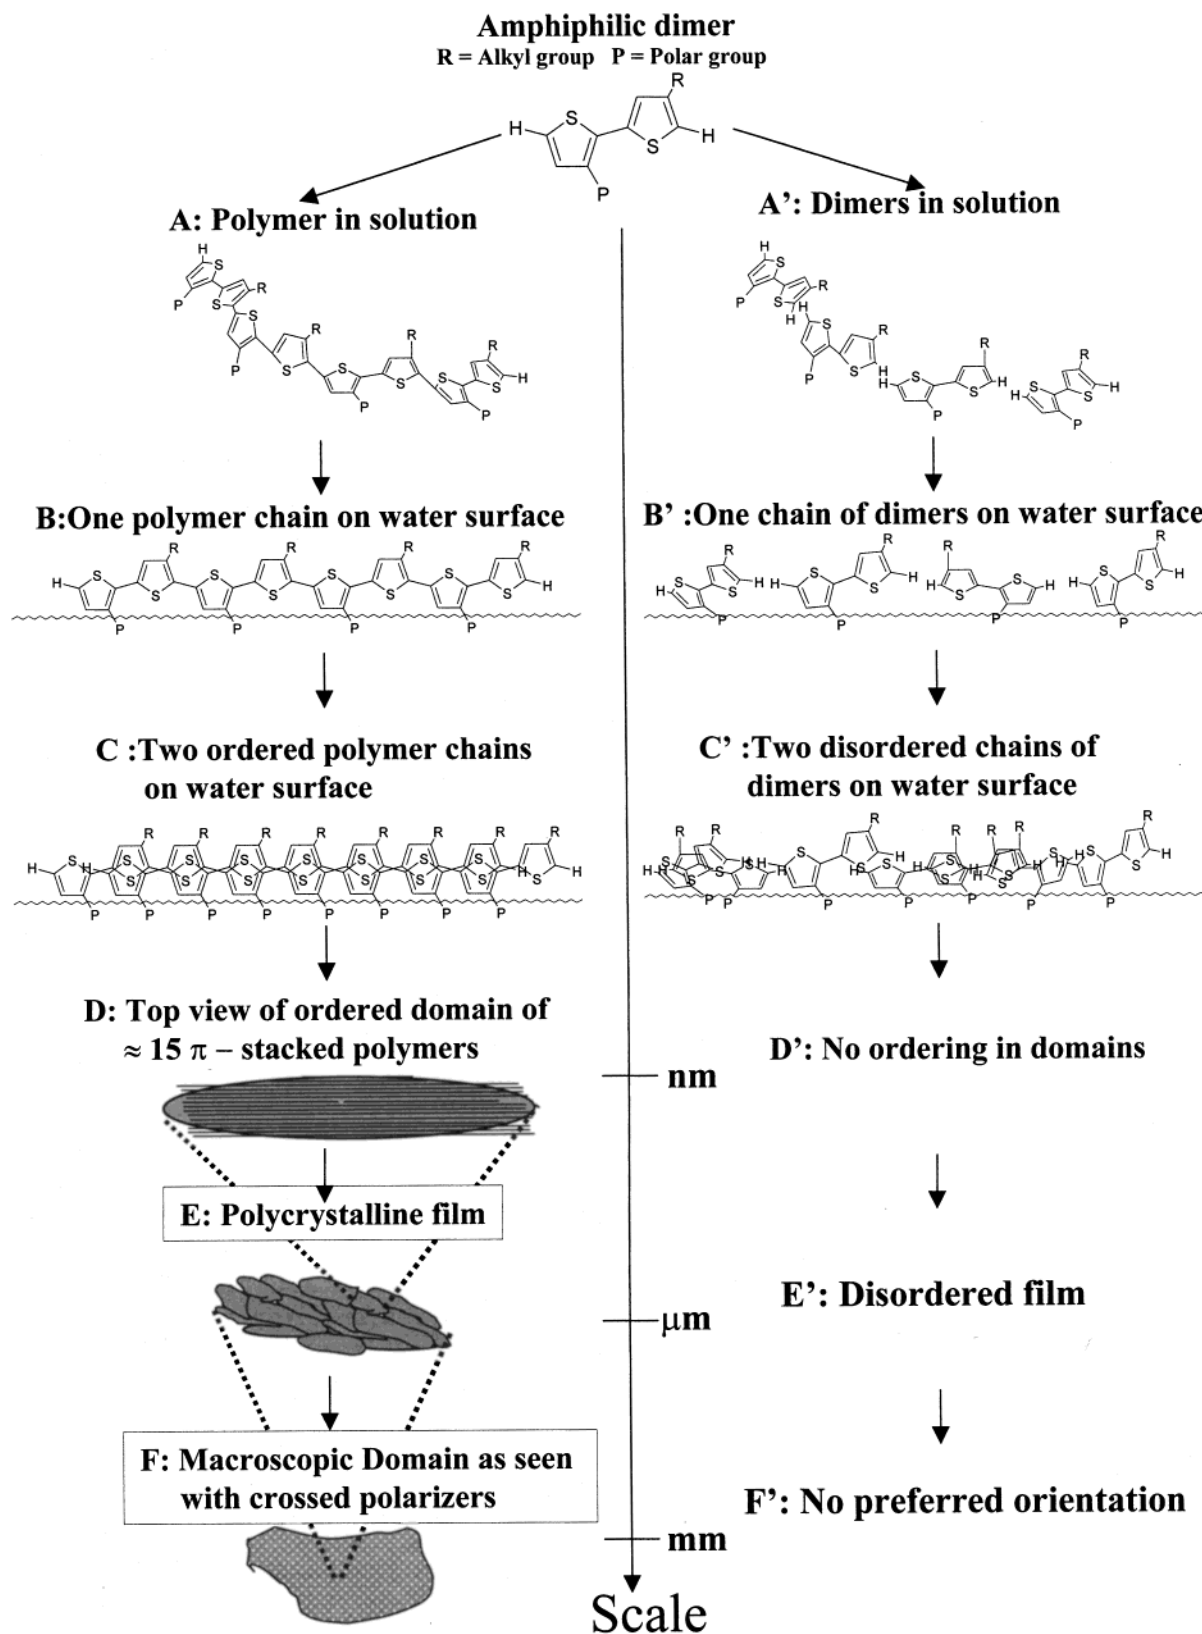 Amphiphilic dimer
R = Alkyl group P = Polar group
R
H S
S H
P
A: Polymer in solution
A’: Dimers in solution
H
S
P S R
S
P S R
S
P S R
S
P S R
H
H
S
P S R
H
H S
P S R
H
H S
P S R
H
H S
P S R
H
B:One polymer chain on water surface
B’ :One chain of dimers on water surface
R R R R
H S S S S H
S S S S
P P P P
R R R R
H S H H S H H S H H S H
S S S S
P P P P
C :Two ordered polymer chains
on water surface
C’ :Two disordered chains of
dimers on water surface
R R R R R R R R
H S H S S S S S S S H S H
S S S S S S S
P P P P P P P P
R R R R R R R
H S S H H S H S S H H S H
H S S H S S H S S
P P P P P P P
D: Top view of ordered domain of
≈ 15 π – stacked polymers
D’: No ordering in domains
nm
E: Polycrystalline film
E’: Disordered film
μm
F: Macroscopic Domain as seen
with crossed polarizers
F’: No preferred orientation
mm
Scale